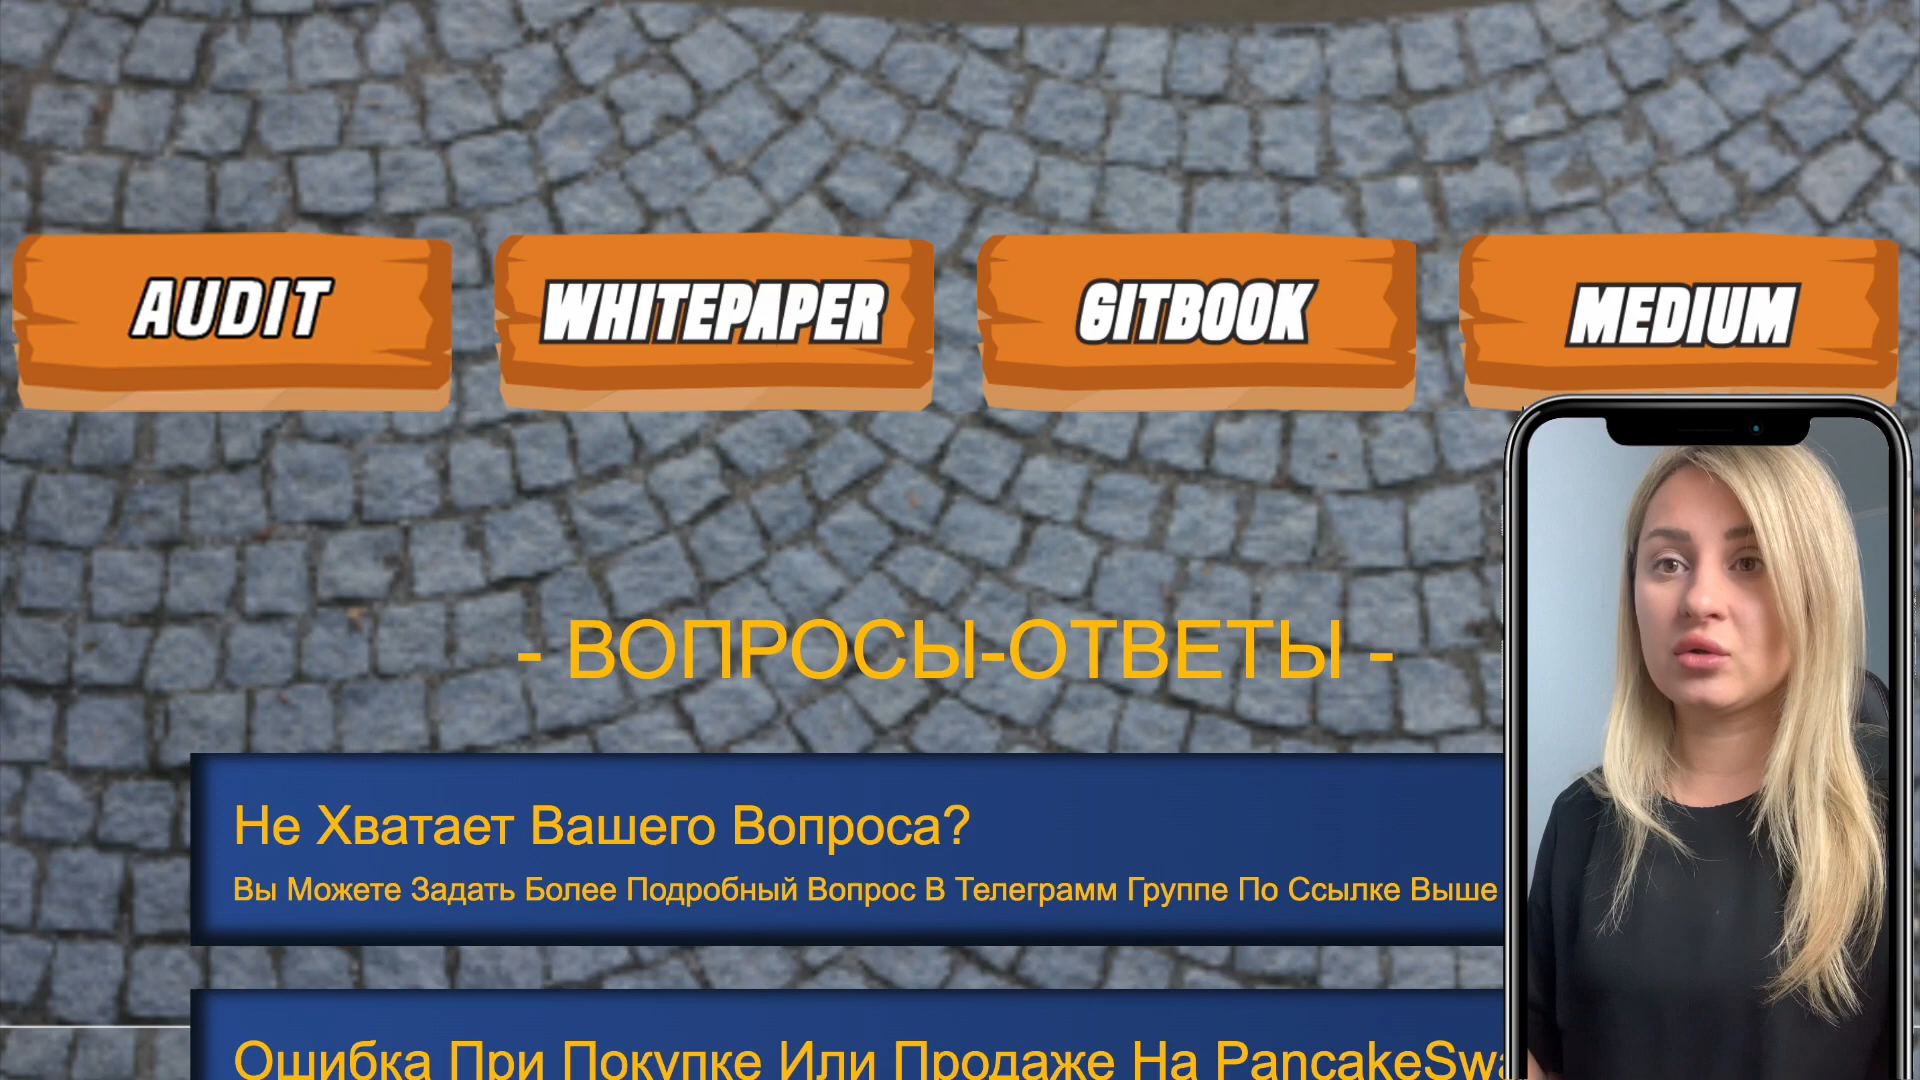 AUDIT
WHITEPAPER
GITBOOK
MEDIUM
- ВОПРОСЫ-ОТВЕТЫ -
Не Хватает Вашего Вопроса?
Вы Можете Задать Более Подробный Вопрос В Телеграмм Группе По Ссылке Выше
Ошибка При Покупке Или Продаже На